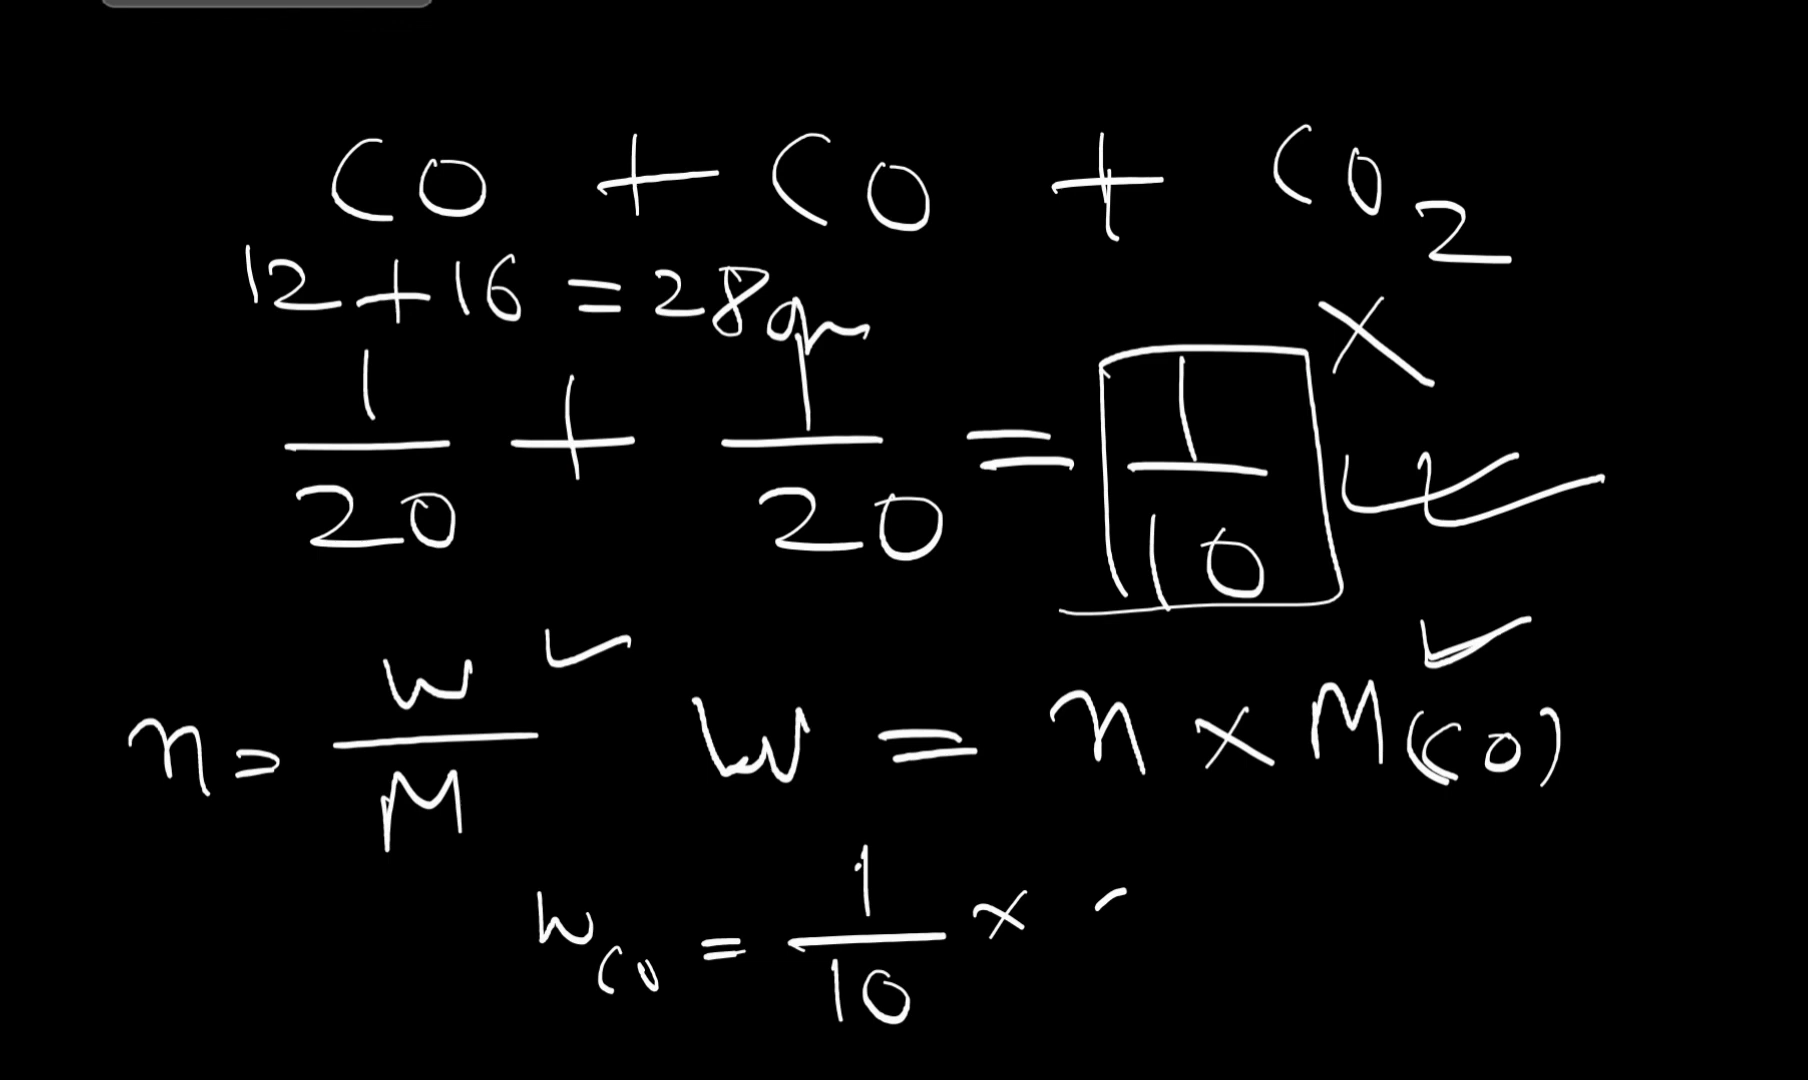 CO + CO + CO2
12+16 = 28gm
1/20 + 1/20 = 1/10
n = w/M W = n × M(CO)
wCO = 1/10 ×